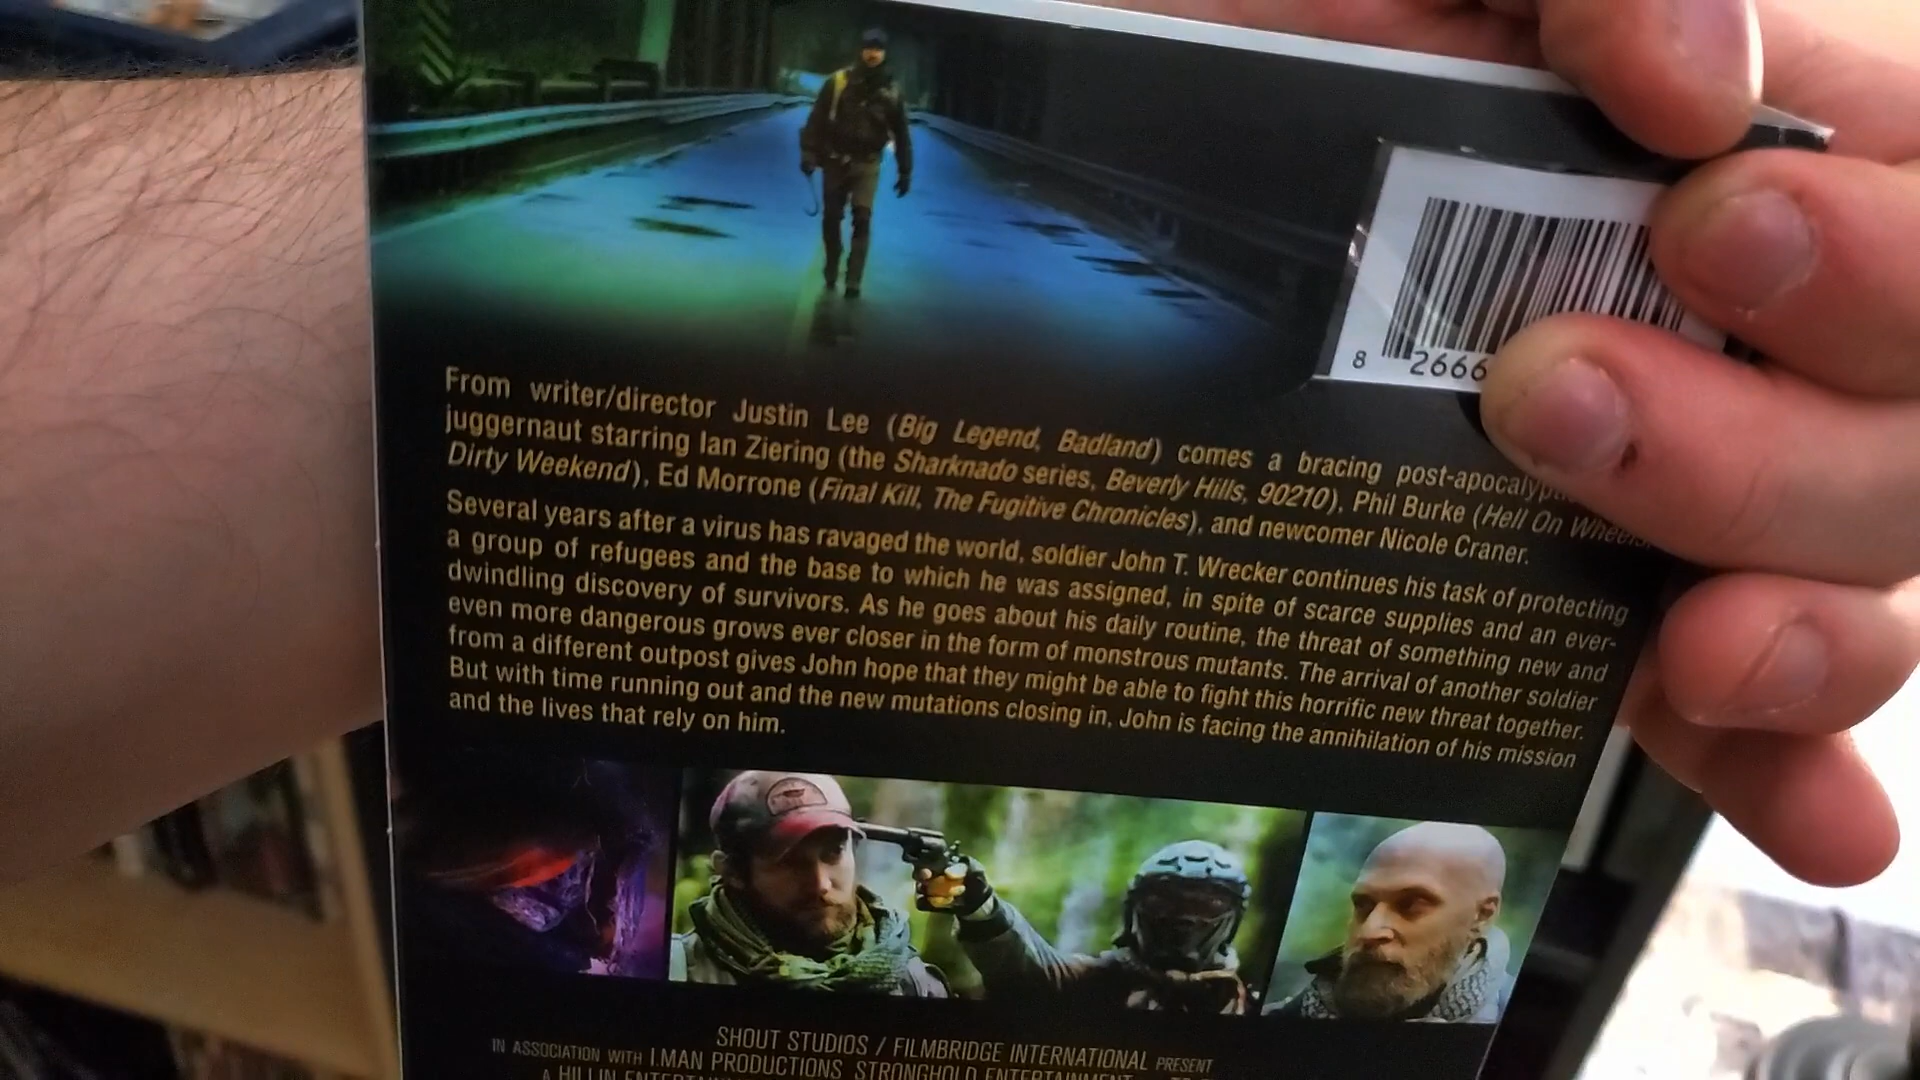 8 2666
From writer/director Justin Lee (Big Legend, Badland) comes a bracing post-apocalyp
juggernaut starring Ian Ziering (the Sharknado series, Beverly Hills, 90210), Phil Burke (Hell On Wheels,
Dirty Weekend), Ed Morrone (Final Kill, The Fugitive Chronicles), and newcomer Nicole Craner.
Several years after a virus has ravaged the world, soldier John T. Wrecker continues his task of protecting
a group of refugees and the base to which he was assigned, in spite of scarce supplies and an ever-
dwindling discovery of survivors. As he goes about his daily routine, the threat of something new and
even more dangerous grows ever closer in the form of monstrous mutants. The arrival of another soldier
from a different outpost gives John hope that they might be able to fight this horrific new threat together.
But with time running out and the new mutations closing in, John is facing the annihilation of his mission
and the lives that rely on him.
SHOUT STUDIOS / FILMBRIDGE INTERNATIONAL PRESENT
IN ASSOCIATION WITH I.MAN PRODUCTIONS, STRONGHOLD ENTERTAINMENT
A HILLIN